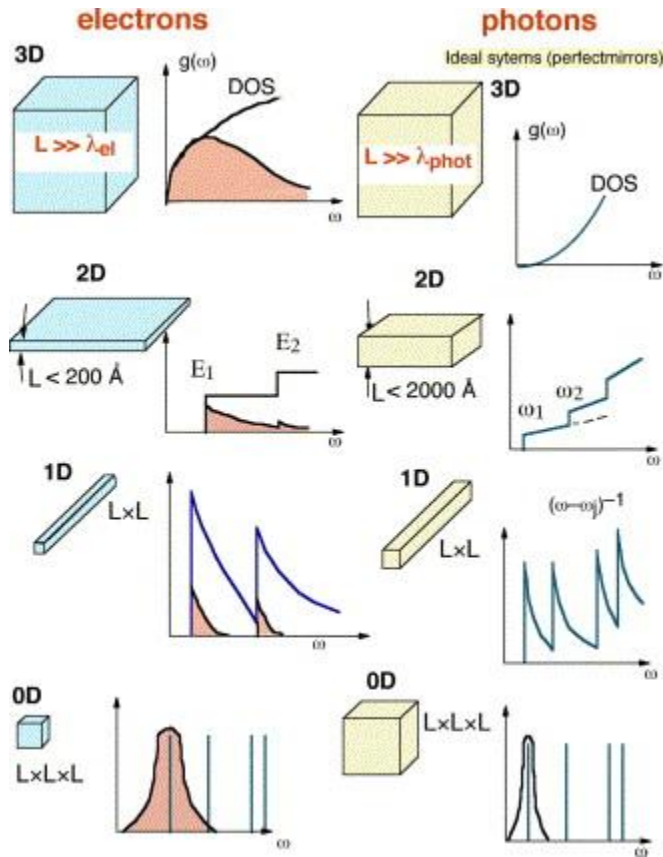 electrons
photons
Ideal sytems (perfectmirrors)
3D
g(ω)
DOS
L >> λel
ω
3D
g(ω)
L >> λphot
DOS
ω
2D
L < 200 Å
E1
E2
ω
2D
L < 2000 Å
ω1
ω2
ω
1D
L×L
ω
1D
L×L
(ω−ωj)−1
ω
0D
L×L×L
ω
0D
L×L×L
ω